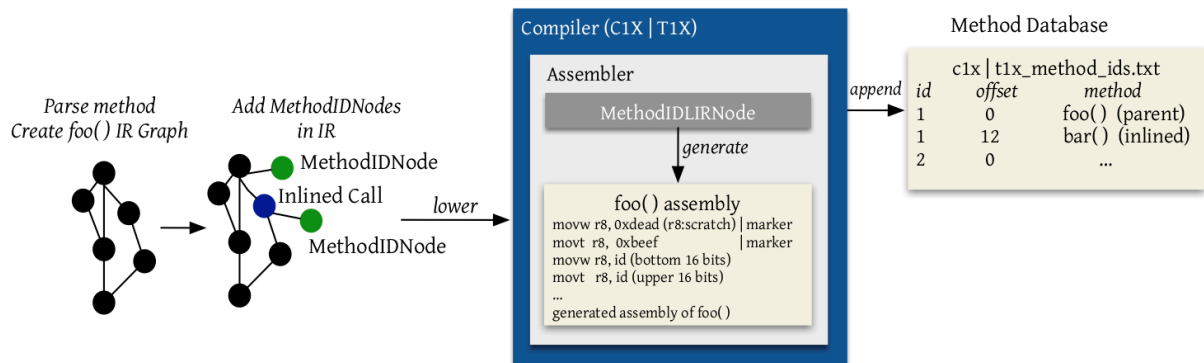 Parse method
Create foo( ) IR Graph
Add MethodIDNodes
in IR
MethodIDNode
Inlined Call
MethodIDNode
lower
Compiler (C1X | T1X)
Assembler
MethodIDLIRNode
generate
foo( ) assembly
movw r8, 0xdead (r8:scratch) | marker
movt r8, 0xbeef | marker
movw r8, id (bottom 16 bits)
movt r8, id (upper 16 bits)
...
generated assembly of foo( )
append
Method Database
c1x | t1x_method_ids.txt
id offset method
1 0 foo( ) (parent)
1 12 bar( ) (inlined)
2 0 ...